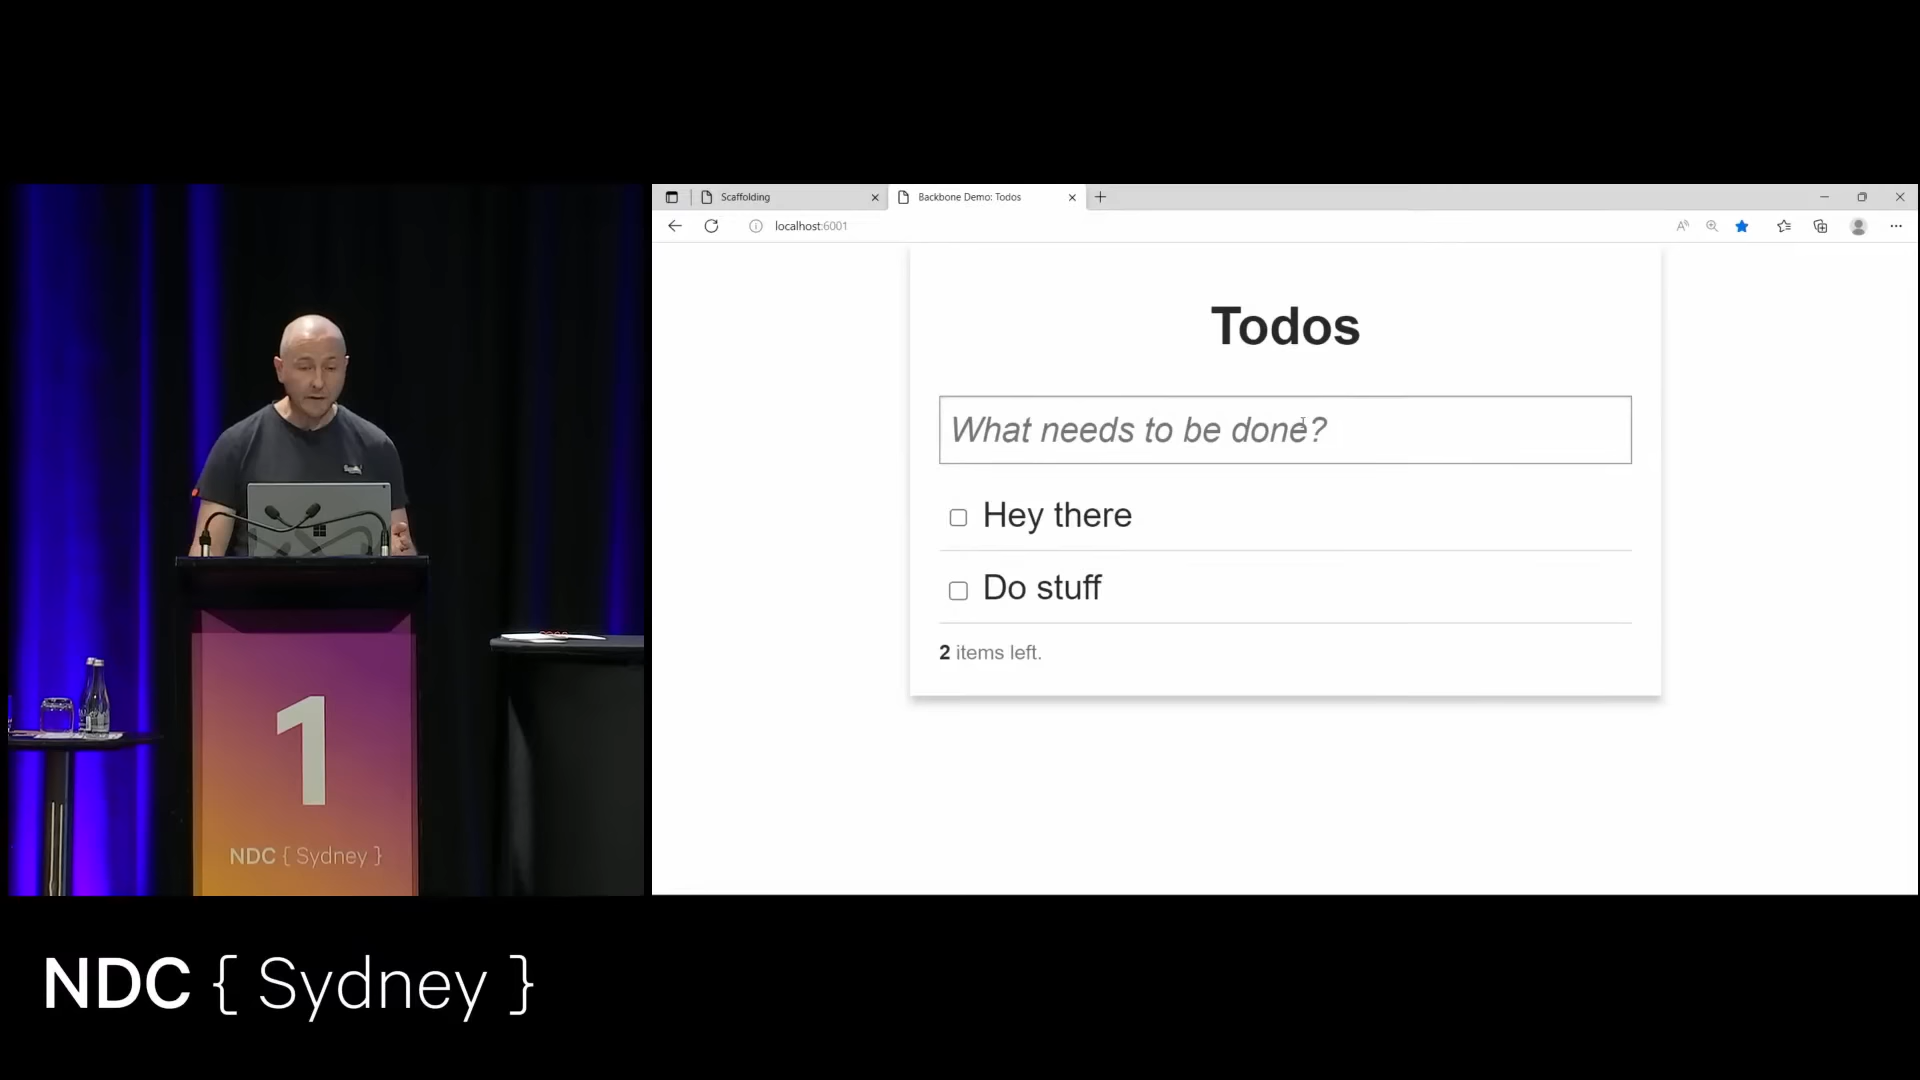 Scaffolding
Backbone Demo: Todos
localhost:6001
Todos
What needs to be done?
Hey there
Do stuff
2 items left.
1
NDC { Sydney }
NDC { Sydney }